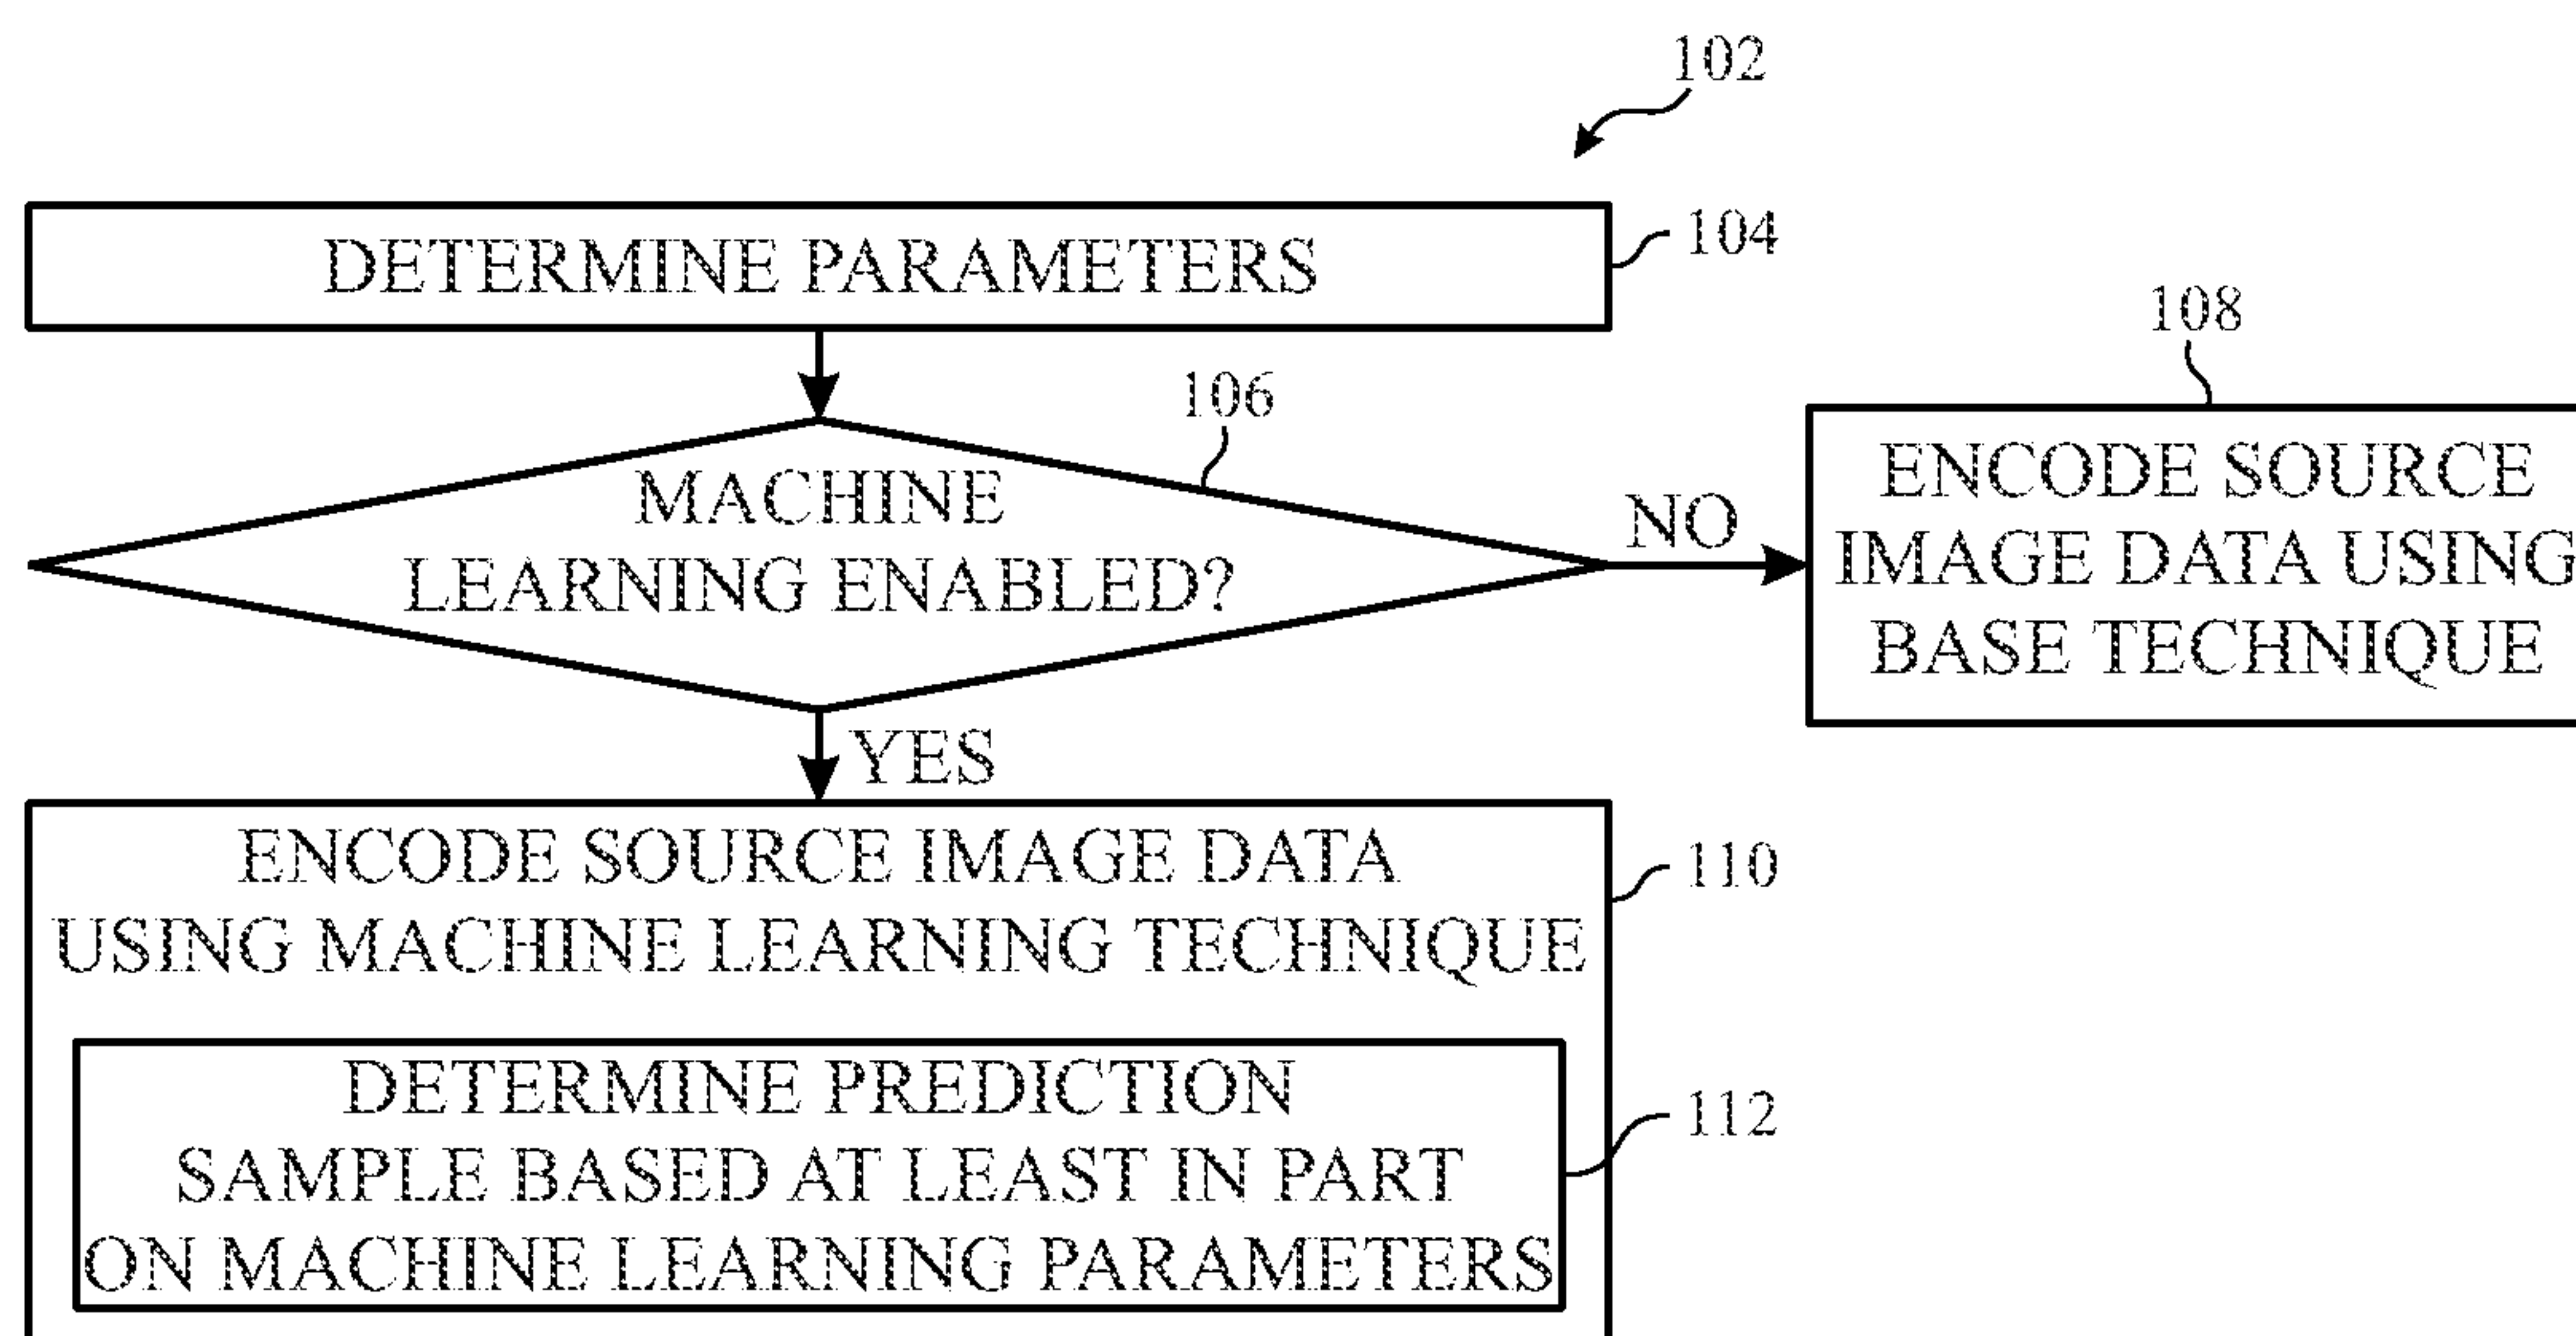 102
DETERMINE PARAMETERS
104
106
MACHINE
LEARNING ENABLED?
NO
108
ENCODE SOURCE
IMAGE DATA USING
BASE TECHNIQUE
YES
ENCODE SOURCE IMAGE DATA
USING MACHINE LEARNING TECHNIQUE
110
DETERMINE PREDICTION
SAMPLE BASED AT LEAST IN PART
ON MACHINE LEARNING PARAMETERS
112